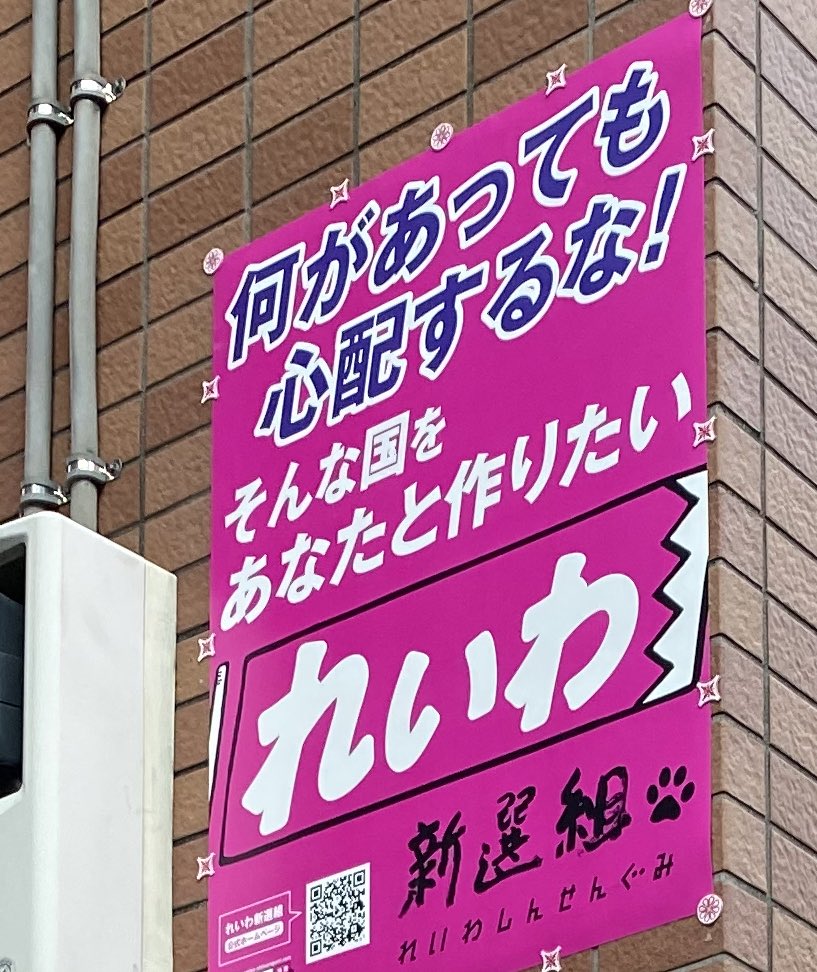 何があっても
心配するな!
そんな国を
あなたと作りたい
れいわ
新選組
れいわしんせんぐみ
れいわ新選組
公式ホームページ